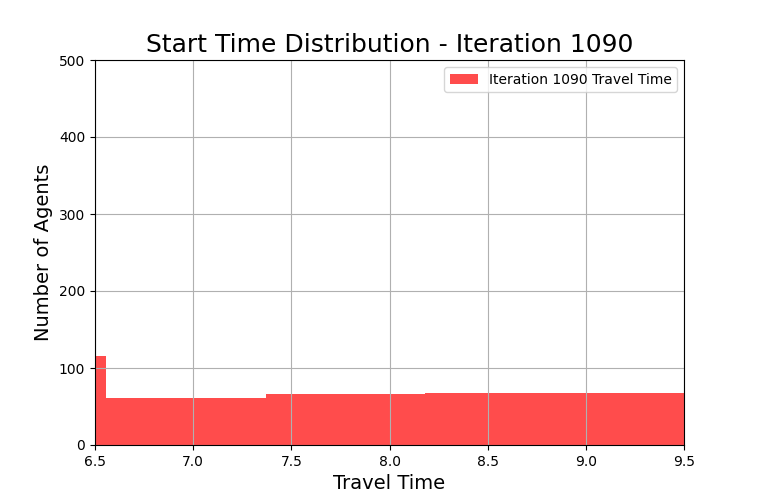 Start Time Distribution - Iteration 1090
Iteration 1090 Travel Time
Number of Agents
500
400
300
200
100
0
6.5 7.0 7.5 8.0 8.5 9.0 9.5
Travel Time